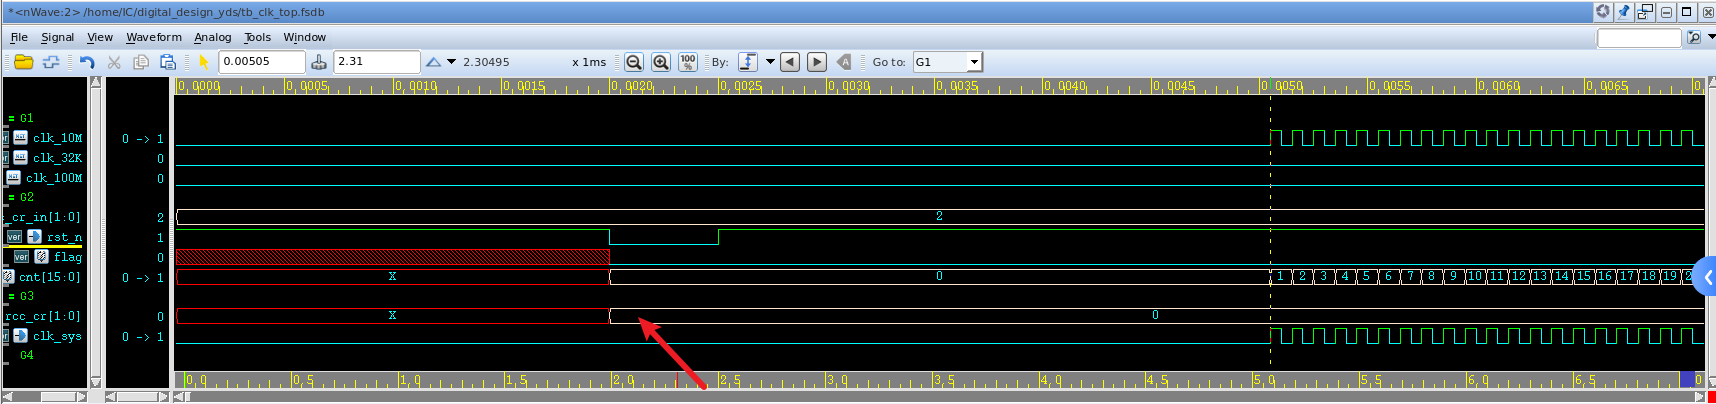 *<nWave:2> /home/IC/digital_design_yds/tb_clk_top.fsdb
File Signal View Waveform Analog Tools Window
0.00505 2.31 2.30495 x 1ms 100% By: Go to: G1
0.0000 0.0005 0.0010 0.0015 0.0020 0.0025 0.0030 0.0035 0.0040 0.0045 0.0050 0.0055 0.0060 0.0065 0.
= G1
clk_10M 0 -> 1
clk_32K 0
clk_100M 0
= G2
_cr_in[1:0] 2 2
ver rst_n 1
ver flag 0
cnt[15:0] 0 -> 1 X 0 1 2 3 4 5 6 7 8 9 10 11 12 13 14 15 16 17 18 19 2
= G3
rcc_cr[1:0] 0 X 0
clk_sys 0 -> 1
G4
0.0 0.5 1.0 1.5 2.0 2.5 3.0 3.5 4.0 4.5 5.0 5.5 6.0 6.5 0